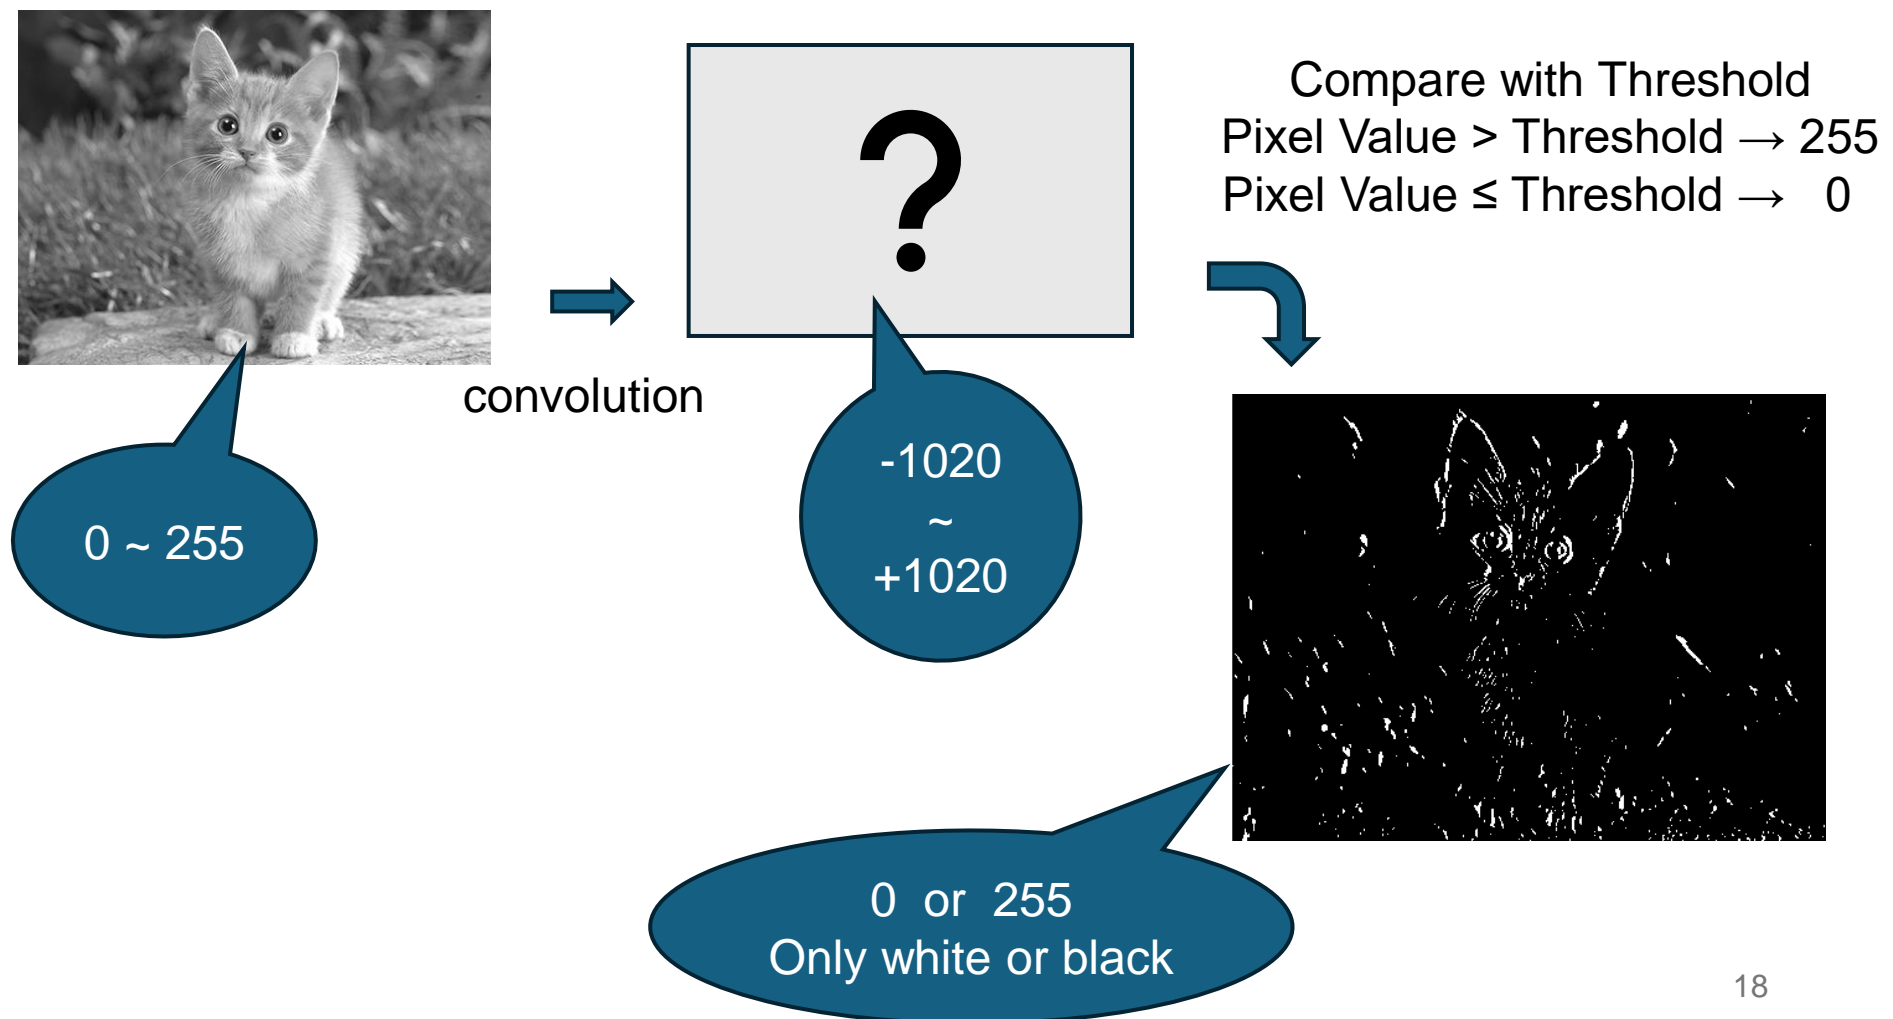 ?
Compare with Threshold
Pixel Value > Threshold → 255
Pixel Value ≤ Threshold → 0
convolution
0 ~ 255
-1020
~
+1020
0 or 255
Only white or black
18